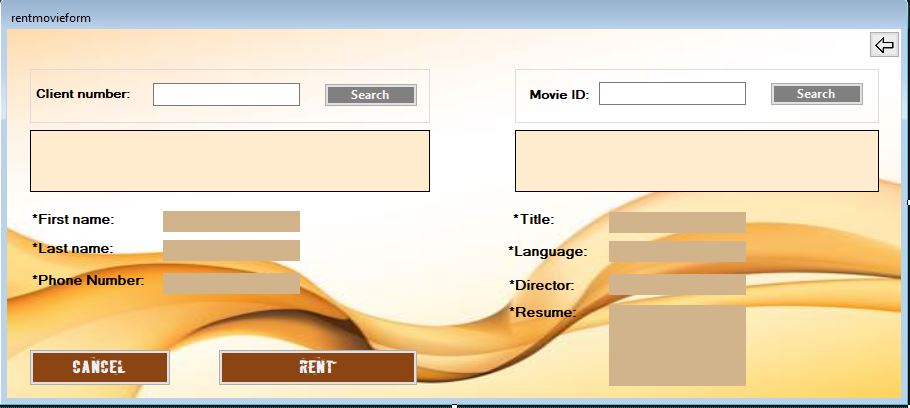 rentmovieform
Client number:
Search
Movie ID:
Search
*First name:
*Last name:
*Phone Number:
*Title:
*Language:
*Director:
*Resume:
CANCEL
RENT